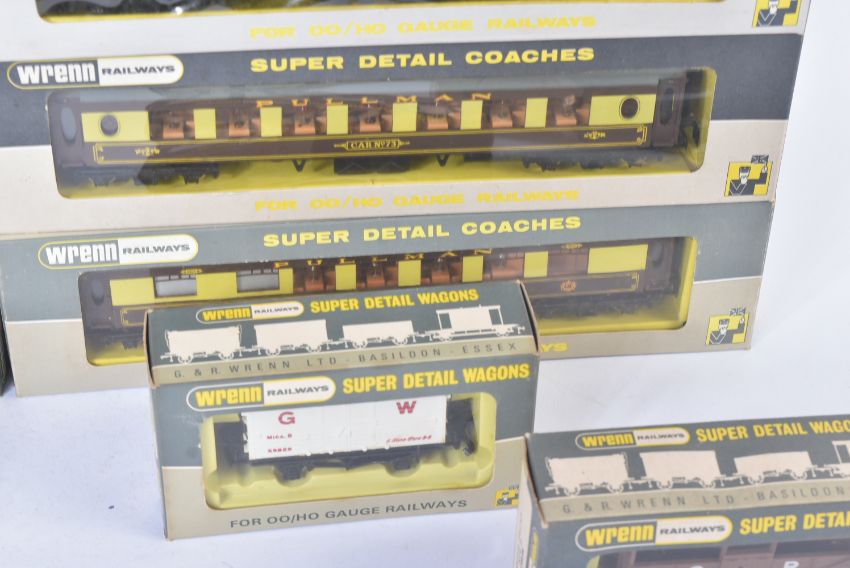 FOR OO/HO GAUGE RAILWAYS
Wrenn RAILWAYS
SUPER DETAIL COACHES
PULLMAN
CAR No 73
FOR OO/HO GAUGE RAILWAYS
Wrenn RAILWAYS
SUPER DETAIL COACHES
PULLMAN
Wrenn RAILWAYS SUPER DETAIL WAGONS
G. & R. WRENN LTD - BASILDON - ESSEX
Wrenn RAILWAYS SUPER DETAIL WAGONS
G W
Mica. B
FOR OO/HO GAUGE RAILWAYS
Wrenn RAILWAYS SUPER DETAIL WAGO
G. & R. WRENN LTD - BASILDON
Wrenn RAILWAYS SUPER DETAI